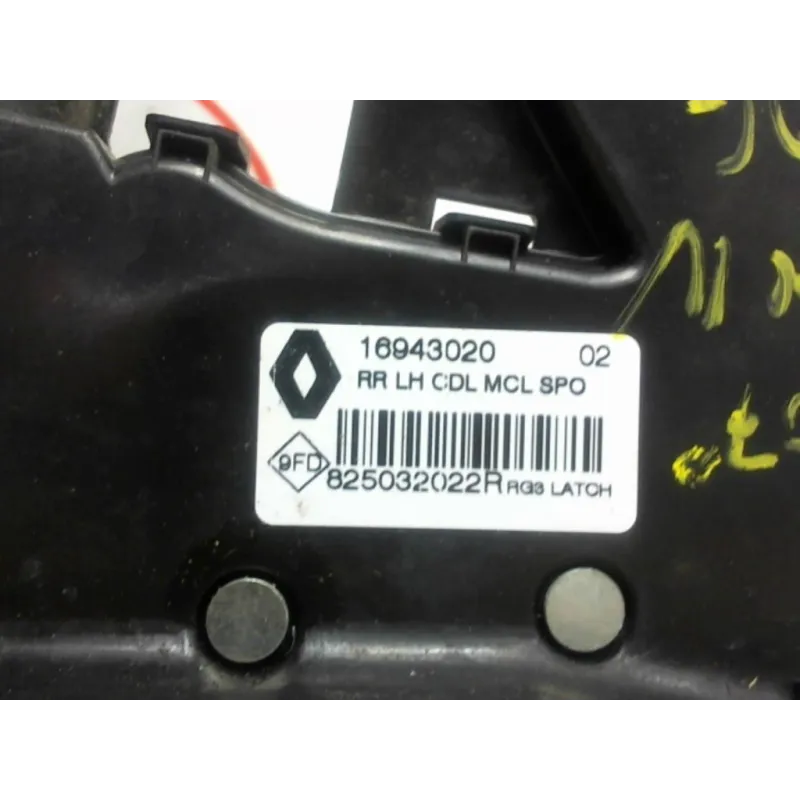 16943020 02
RR LH CDL MCL SPO
9FD
825032022R RG3 LATCH